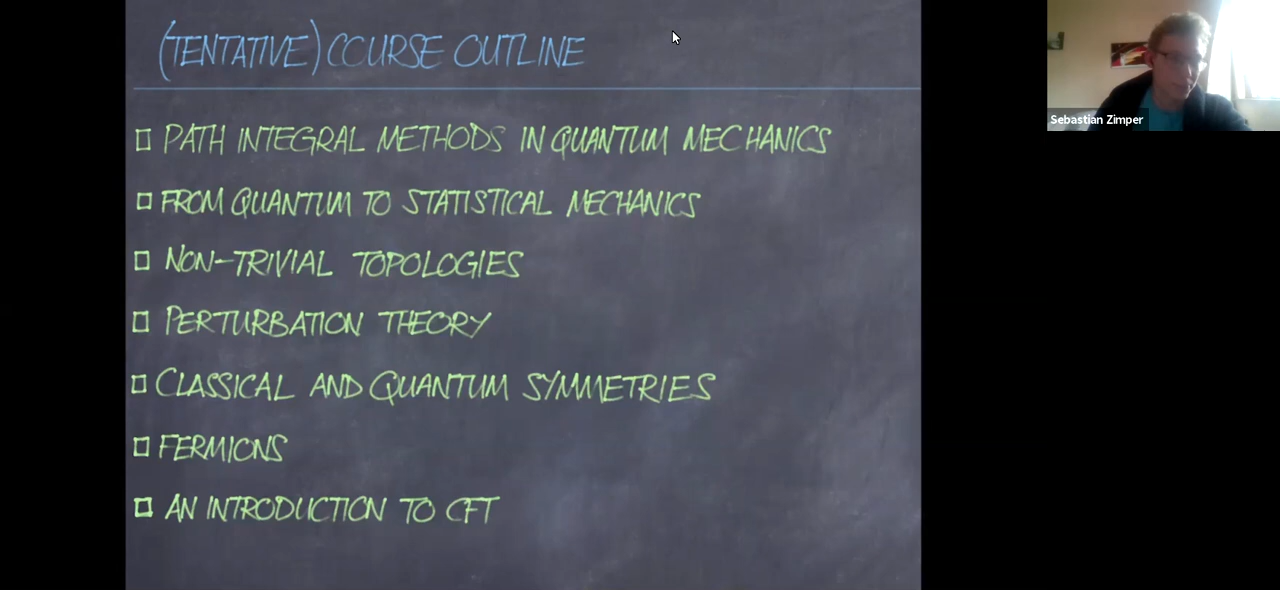 (TENTATIVE) COURSE OUTLINE
PATH INTEGRAL METHODS IN QUANTUM MECHANICS
FROM QUANTUM TO STATISTICAL MECHANICS
NON-TRIVIAL TOPOLOGIES
PERTURBATION THEORY
CLASSICAL AND QUANTUM SYMMETRIES
FERMIONS
AN INTRODUCTION TO CFT
Sebastian Zimper